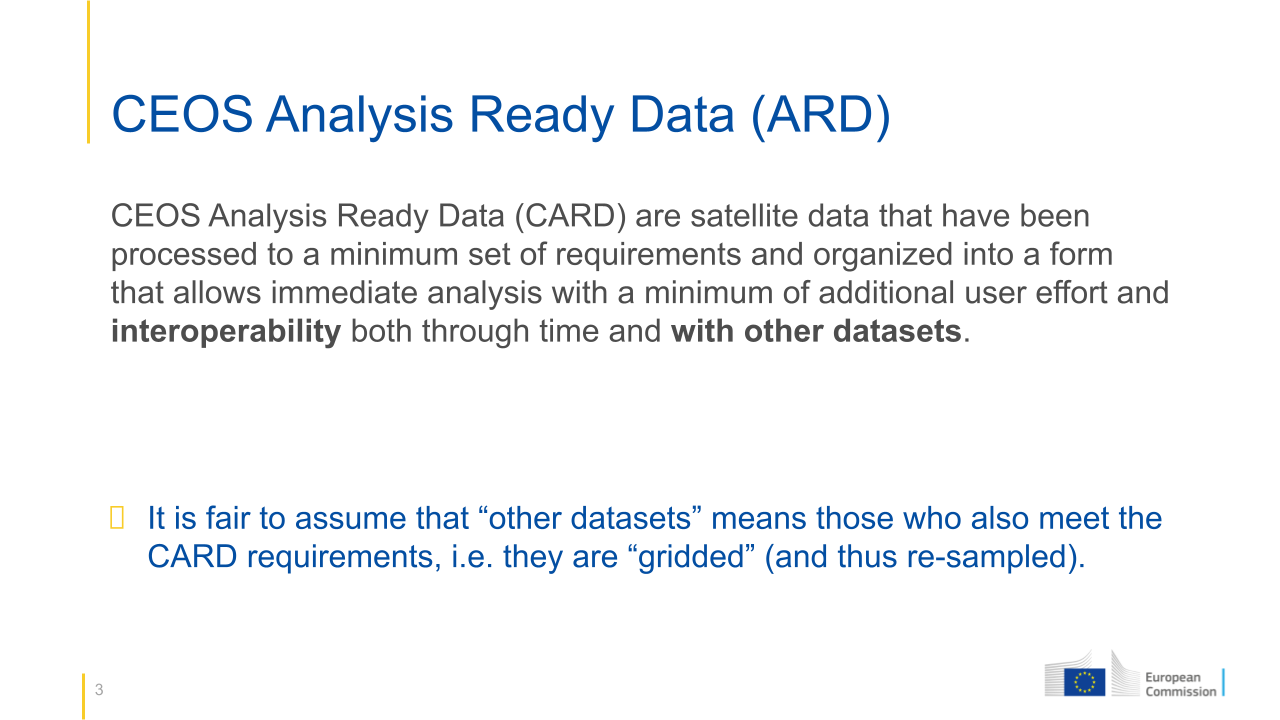 CEOS Analysis Ready Data (ARD)
CEOS Analysis Ready Data (CARD) are satellite data that have been
processed to a minimum set of requirements and organized into a form
that allows immediate analysis with a minimum of additional user effort and
interoperability both through time and with other datasets.
It is fair to assume that “other datasets” means those who also meet the
CARD requirements, i.e. they are “gridded” (and thus re-sampled).
3
European
Commission